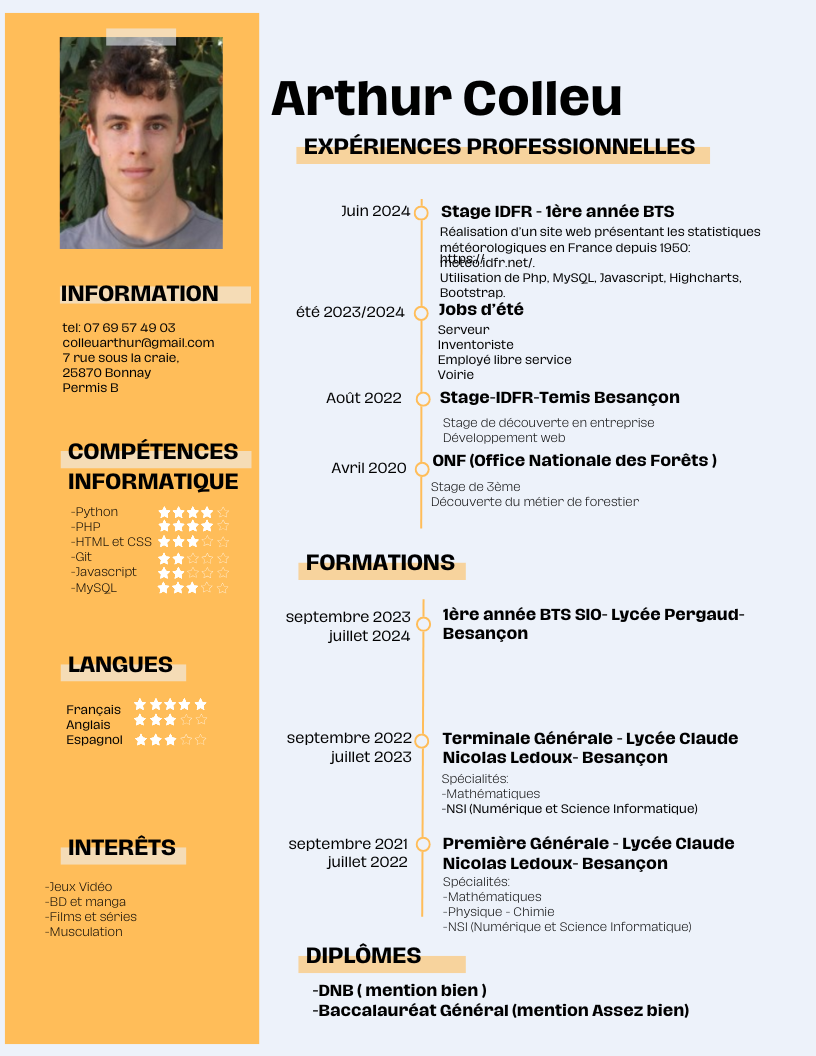 Arthur Colleu
EXPÉRIENCES PROFESSIONNELLES
Juin 2024
Stage IDFR - 1ère année BTS
Réalisation d'un site web présentant les statistiques
météorologiques en France depuis 1950:
https://
meteo.idfr.net/.
Utilisation de Php, MySQL, Javascript, Highcharts,
Bootstrap.
été 2023/2024
Jobs d'été
Serveur
Inventoriste
Employé libre service
Voirie
Août 2022
Stage-IDFR-Temis Besançon
Stage de découverte en entreprise
Développement web
Avril 2020
ONF (Office Nationale des Forêts )
Stage de 3ème
Découverte du métier de forestier
FORMATIONS
septembre 2023
juillet 2024
1ère année BTS SIO- Lycée Pergaud-
Besançon
septembre 2022
juillet 2023
Terminale Générale - Lycée Claude
Nicolas Ledoux- Besançon
Spécialités:
-Mathématiques
-NSI (Numérique et Science Informatique)
septembre 2021
juillet 2022
Première Générale - Lycée Claude
Nicolas Ledoux- Besançon
Spécialités:
-Mathématiques
-Physique - Chimie
-NSI (Numérique et Science Informatique)
DIPLÔMES
-DNB ( mention bien )
-Baccalauréat Général (mention Assez bien)
INFORMATION
tel: 07 69 57 49 03
colleuarthur@gmail.com
7 rue sous la craie,
25870 Bonnay
Permis B
COMPÉTENCES
INFORMATIQUE
-Python
-PHP
-HTML et CSS
-Git
-Javascript
-MySQL
LANGUES
Français
Anglais
Espagnol
INTERÊTS
-Jeux Vidéo
-BD et manga
-Films et séries
-Musculation